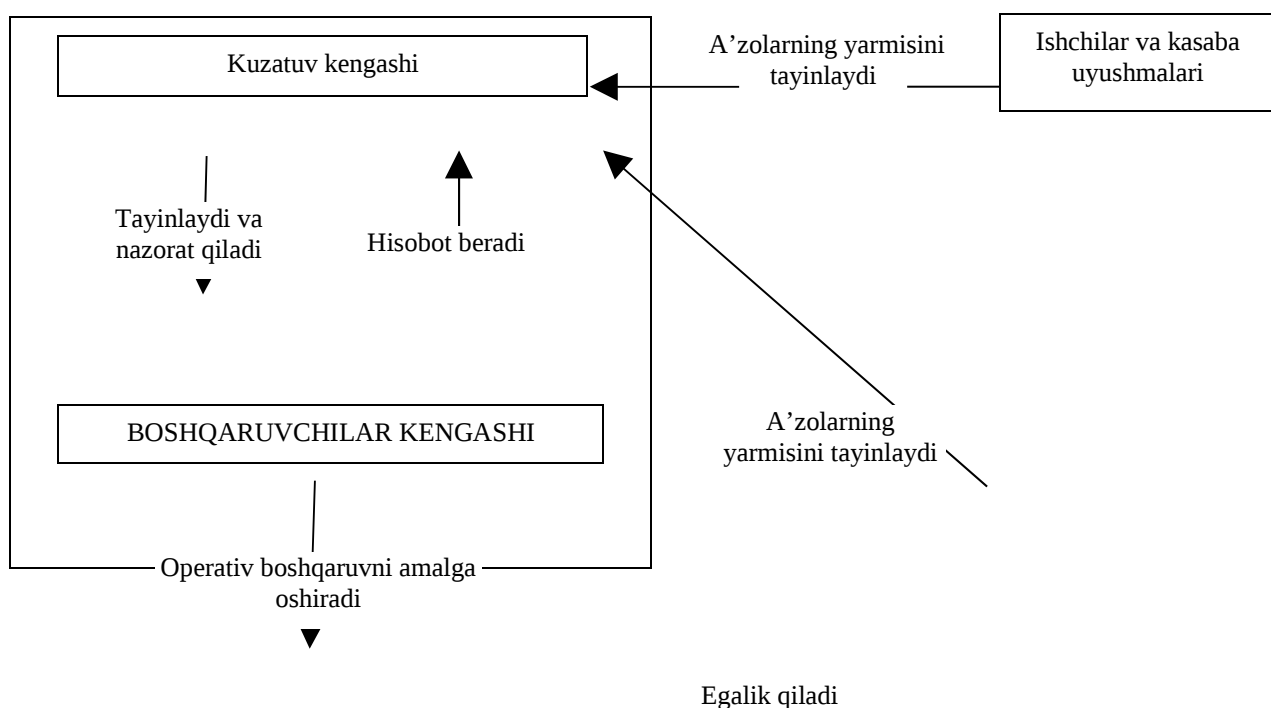 Kuzatuv kengashi
A’zolarning yarmisini
tayinlaydi
Ishchilar va kasaba
uyushmalari
Tayinlaydi va
nazorat qiladi
Hisobot beradi
BOSHQARUVCHILAR KENGASHI
A’zolarning
yarmisini tayinlaydi
Operativ boshqaruvni amalga
oshiradi
Egalik qiladi